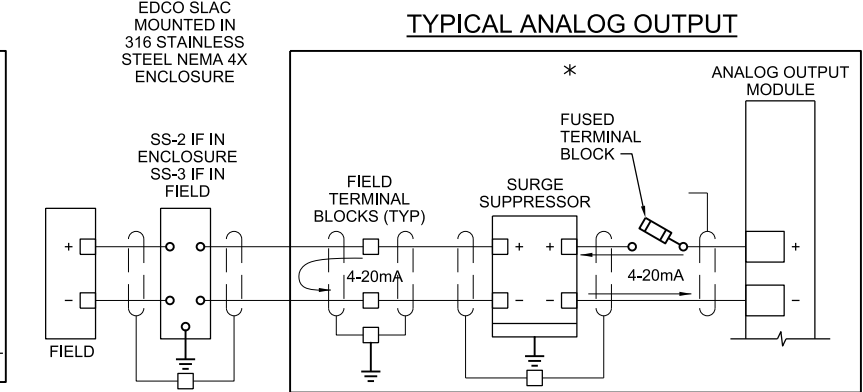 EDCO SLAC
MOUNTED IN
316 STAINLESS
STEEL NEMA 4X
ENCLOSURE
TYPICAL ANALOG OUTPUT
*
ANALOG OUTPUT
MODULE
SS-2 IF IN
ENCLOSURE
SS-3 IF IN
FIELD
FIELD
TERMINAL
BLOCKS (TYP)
SURGE
SUPPRESSOR
FUSED
TERMINAL
BLOCK
+
+ +
+
4-20mA
4-20mA
−
− −
−
FIELD